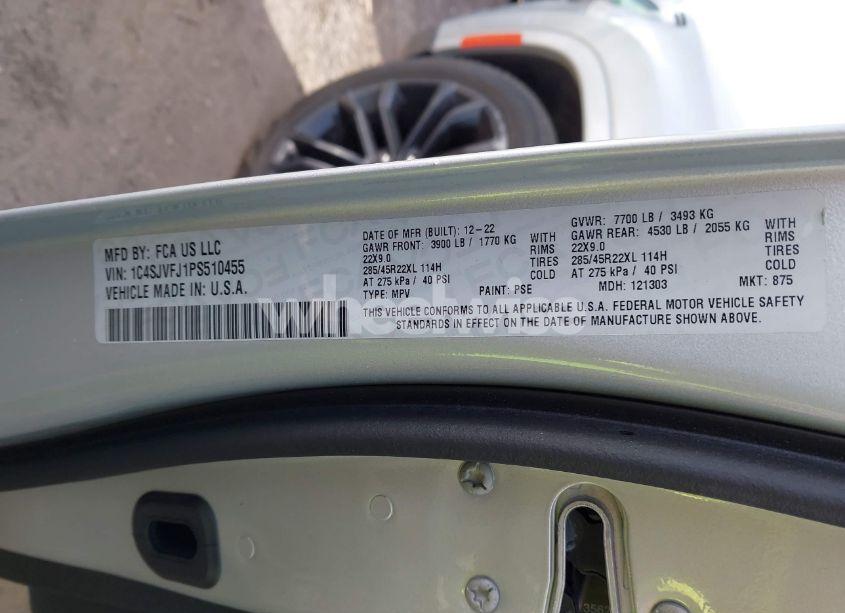 MFD BY: FCA US LLC
VIN: 1C4SJVFJ1PS510455
VEHICLE MADE IN: U.S.A.
DATE OF MFR (BUILT): 12-22
GAWR FRONT: 3900 LB / 1770 KG WITH
22X9.0 RIMS
285/45R22XL 114H TIRES
AT 275 kPa / 40 PSI COLD
TYPE: MPV PAINT: PSE
GVWR: 7700 LB / 3493 KG
GAWR REAR: 4530 LB / 2055 KG WITH
22X9.0 RIMS
285/45R22XL 114H TIRES
AT 275 kPa / 40 PSI COLD
MDH: 121303 MKT: 875
THIS VEHICLE CONFORMS TO ALL APPLICABLE U.S.A. FEDERAL MOTOR VEHICLE SAFETY
STANDARDS IN EFFECT ON THE DATE OF MANUFACTURE SHOWN ABOVE.